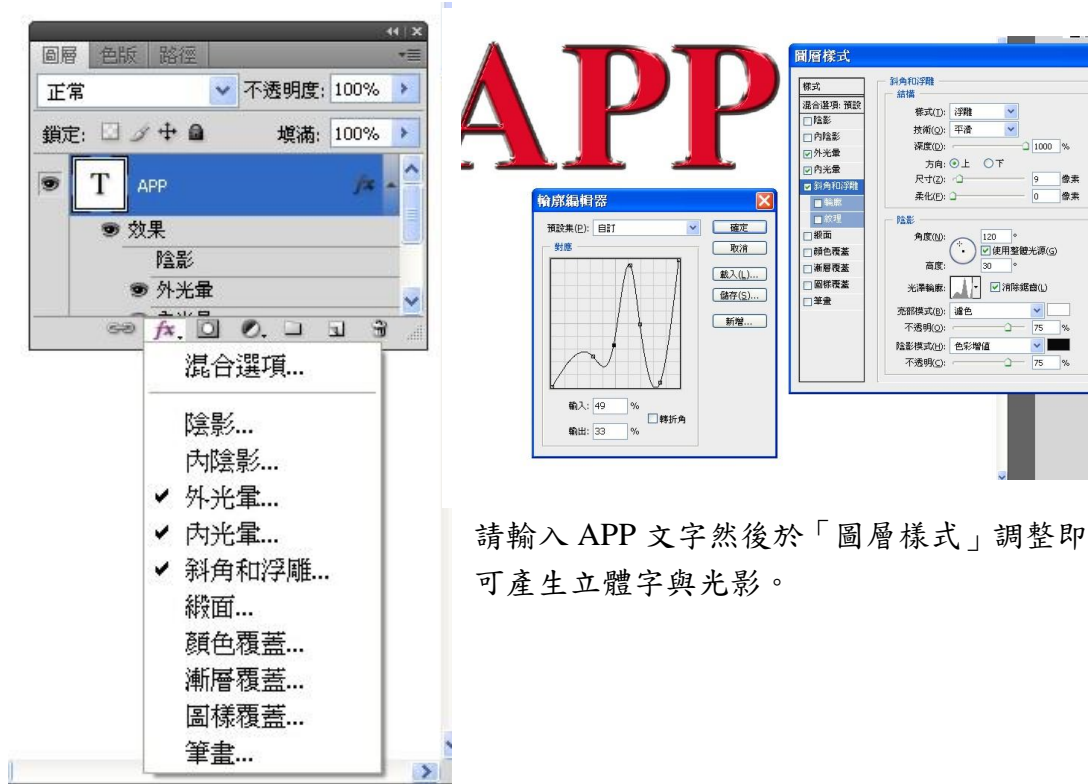 圖層 色版 路徑
正常 不透明度: 100%
鎖定: 填滿: 100%
T APP fx
效果
陰影
外光暈
內光暈
fx.
混合選項...
陰影...
內陰影...
外光暈...
內光暈...
斜角和浮雕...
緞面...
顏色覆蓋...
漸層覆蓋...
圖樣覆蓋...
筆畫...
APP
輪廓編輯器
預設集(P): 自訂
對應
輸入: 49 %
輸出: 33 %
轉折角
確定
取消
載入(L)...
儲存(S)...
新增...
圖層樣式
樣式
混合選項: 預設
陰影
內陰影
外光暈
內光暈
斜角和浮雕
輪廓
紋理
緞面
顏色覆蓋
漸層覆蓋
圖樣覆蓋
筆畫
斜角和浮雕
結構
樣式(T): 浮雕
技術(Q): 平滑
深度(D): 1000 %
方向: 上 下
尺寸(Z): 9 像素
柔化(F): 0 像素
陰影
角度(N): 120 °
使用整體光源(G)
高度: 30 °
光澤輪廓: 消除鋸齒(L)
亮部模式(H): 濾色
不透明(O): 75 %
陰影模式(A): 色彩增值
不透明(C): 75 %
請輸入 APP 文字然後於「圖層樣式」調整即
可產生立體字與光影。